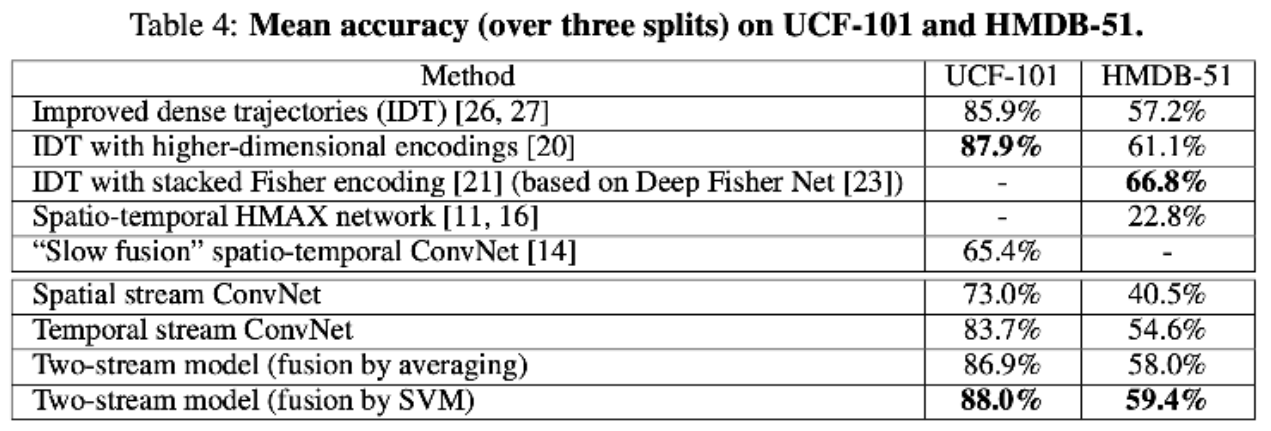 Table 4: Mean accuracy (over three splits) on UCF-101 and HMDB-51.
Method UCF-101 HMDB-51
Improved dense trajectories (IDT) [26, 27] 85.9% 57.2%
IDT with higher-dimensional encodings [20] 87.9% 61.1%
IDT with stacked Fisher encoding [21] (based on Deep Fisher Net [23]) - 66.8%
Spatio-temporal HMAX network [11, 16] - 22.8%
“Slow fusion” spatio-temporal ConvNet [14] 65.4% -
Spatial stream ConvNet 73.0% 40.5%
Temporal stream ConvNet 83.7% 54.6%
Two-stream model (fusion by averaging) 86.9% 58.0%
Two-stream model (fusion by SVM) 88.0% 59.4%